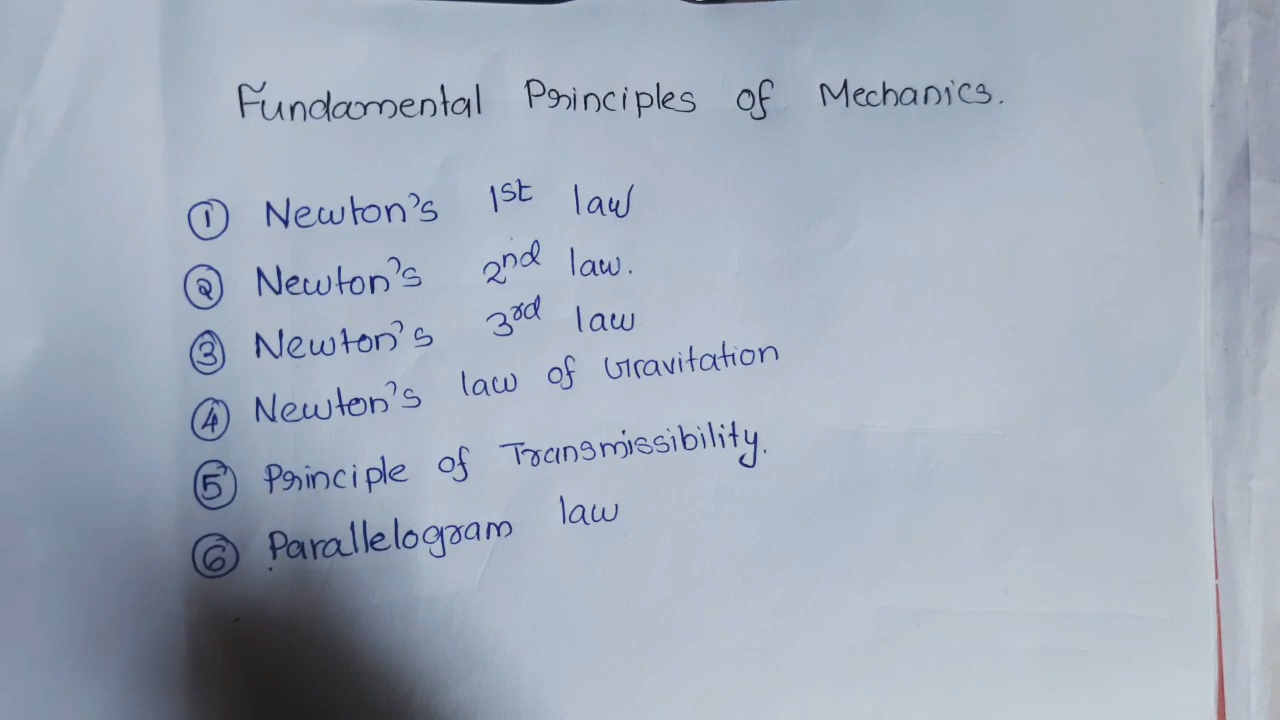 Fundamental Principles of Mechanics.
① Newton's 1st law
② Newton's 2nd law.
③ Newton's 3rd law
④ Newton's law of Gravitation
⑤ Principle of Transmissibility.
⑥ Parallelogram law